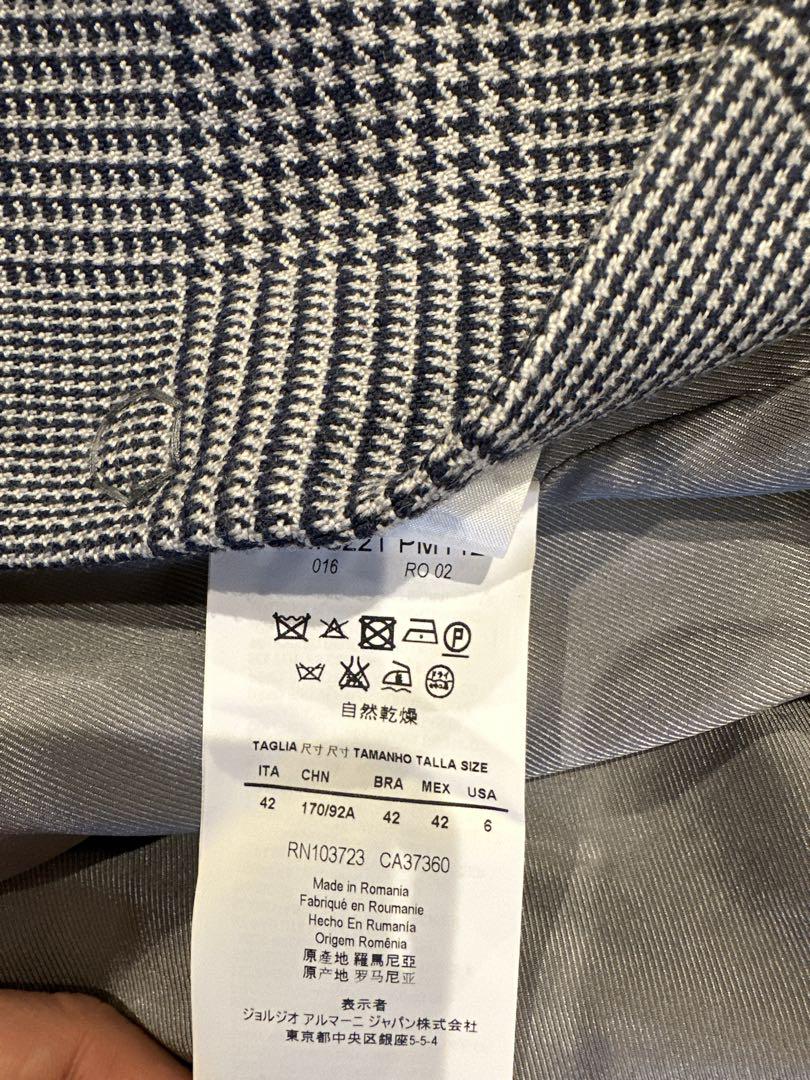 016 RO 02
P
ドライ
自然乾燥
TAGLIA 尺寸 尺寸 TAMANHO TALLA SIZE
ITA CHN BRA MEX USA
42 170/92A 42 42 6
RN103723 CA37360
Made in Romania
Fabriqué en Roumanie
Hecho En Rumanía
Origem Romênia
原產地 羅馬尼亞
原产地 罗马尼亚
表示者
ジョルジオ アルマーニ ジャパン株式会社
東京都中央区銀座5-5-4